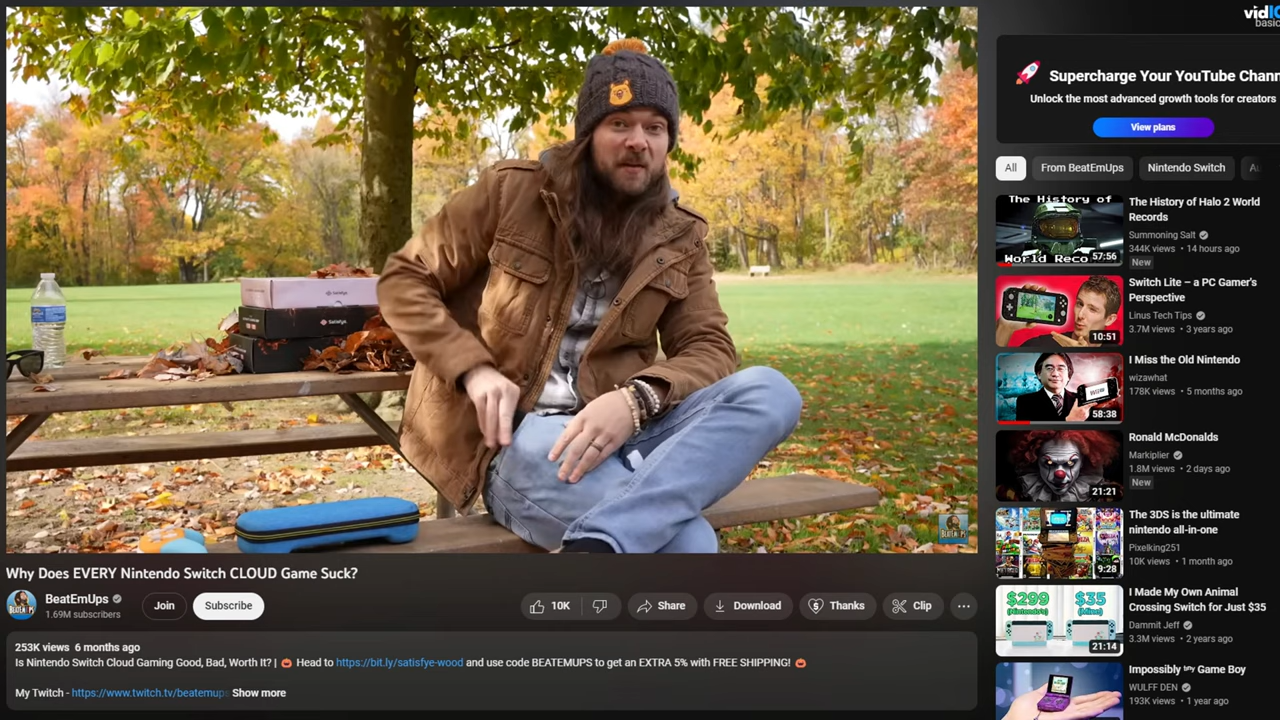 vidIQ
basic
Supercharge Your YouTube Chann
Unlock the most advanced growth tools for creators
View plans
All
From BeatEmUps
Nintendo Switch
The History of
World Reco
57:56
The History of Halo 2 World
Records
Summoning Salt
344K views • 14 hours ago
New
10:51
Switch Lite – a PC Gamer's
Perspective
Linus Tech Tips
3.7M views • 3 years ago
58:38
I Miss the Old Nintendo
wizawhat
178K views • 5 months ago
21:21
Ronald McDonalds
Markiplier
1.8M views • 2 days ago
New
9:28
The 3DS is the ultimate
nintendo all-in-one
Pixelking251
10K views • 1 month ago
$299 $35
21:14
I Made My Own Animal
Crossing Switch for Just $35
Dammit Jeff
3.3M views • 2 years ago
Impossibly tiny Game Boy
WULFF DEN
193K views • 1 year ago
Satisfye
Satisfye
BEATEMUPS
Why Does EVERY Nintendo Switch CLOUD Game Suck?
BeatEmUps
1.69M subscribers
Join
Subscribe
10K
Share
Download
Thanks
Clip
253K views 6 months ago
Is Nintendo Switch Cloud Gaming Good, Bad, Worth It? | 🎃 Head to https://bit.ly/satisfye-wood and use code BEATEMUPS to get an EXTRA 5% with FREE SHIPPING! 🎃
My Twitch - https://www.twitch.tv/beatemups Show more